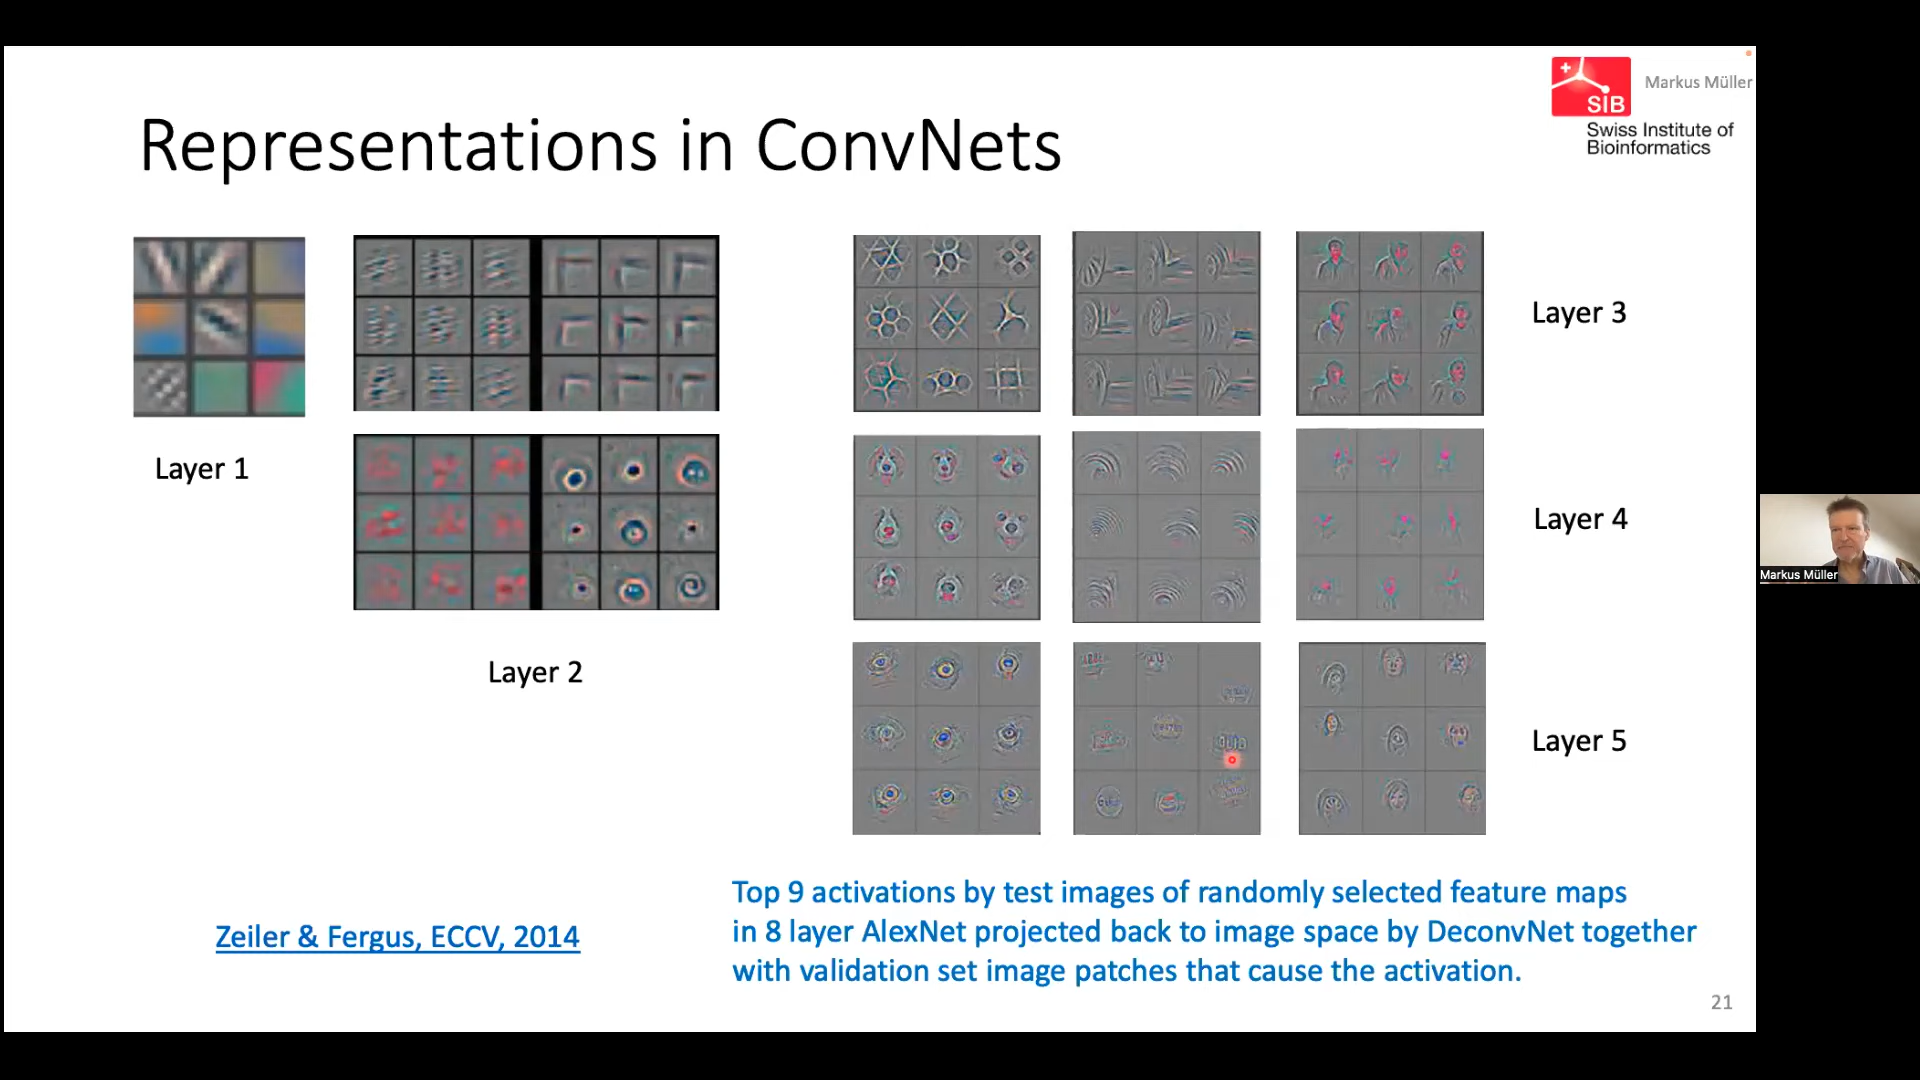 Representations in ConvNets
SIB
Markus Müller
Swiss Institute of
Bioinformatics
Layer 1
Layer 2
Layer 3
Layer 4
Layer 5
Markus Müller
Zeiler & Fergus, ECCV, 2014
Top 9 activations by test images of randomly selected feature maps
in 8 layer AlexNet projected back to image space by DeconvNet together
with validation set image patches that cause the activation.
21